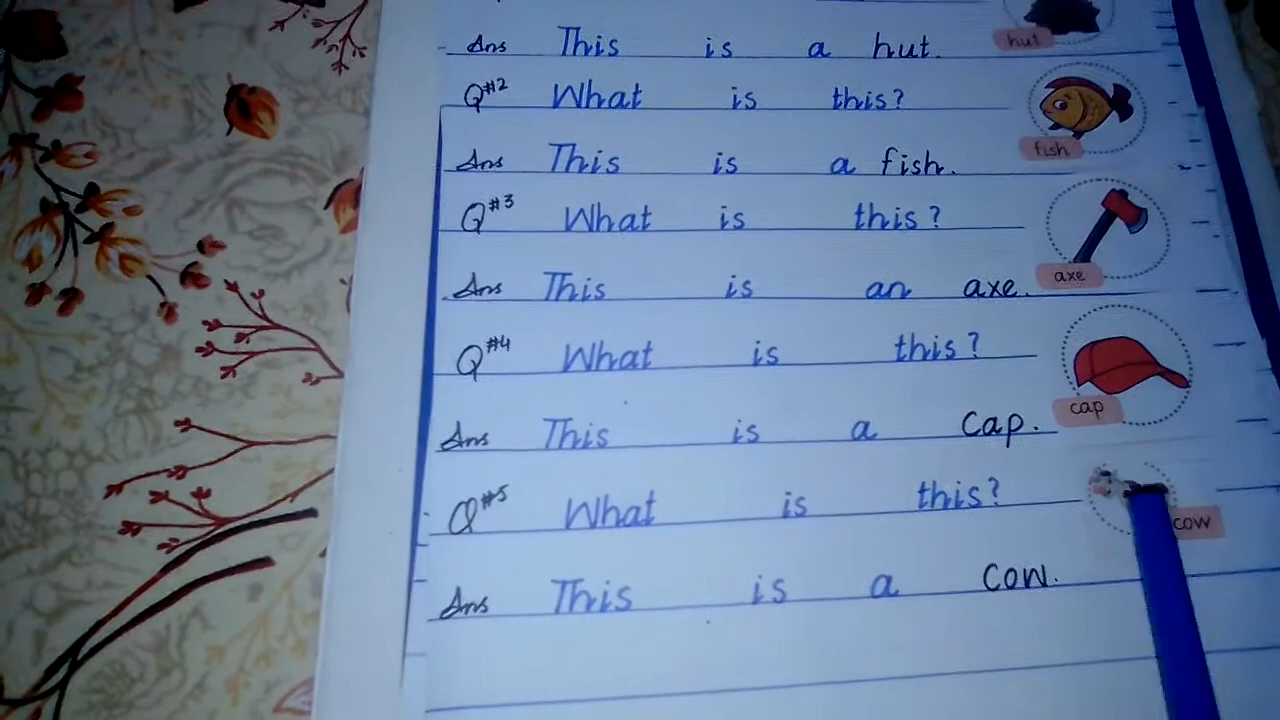 Ans This is a hut.
hut
Q#2 What is this?
fish
Ans This is a fish.
Q#3 What is this?
axe
Ans This is an axe.
Q#4 What is this?
cap
Ans This is a cap.
Q#5 What is this?
cow
Ans This is a cow.